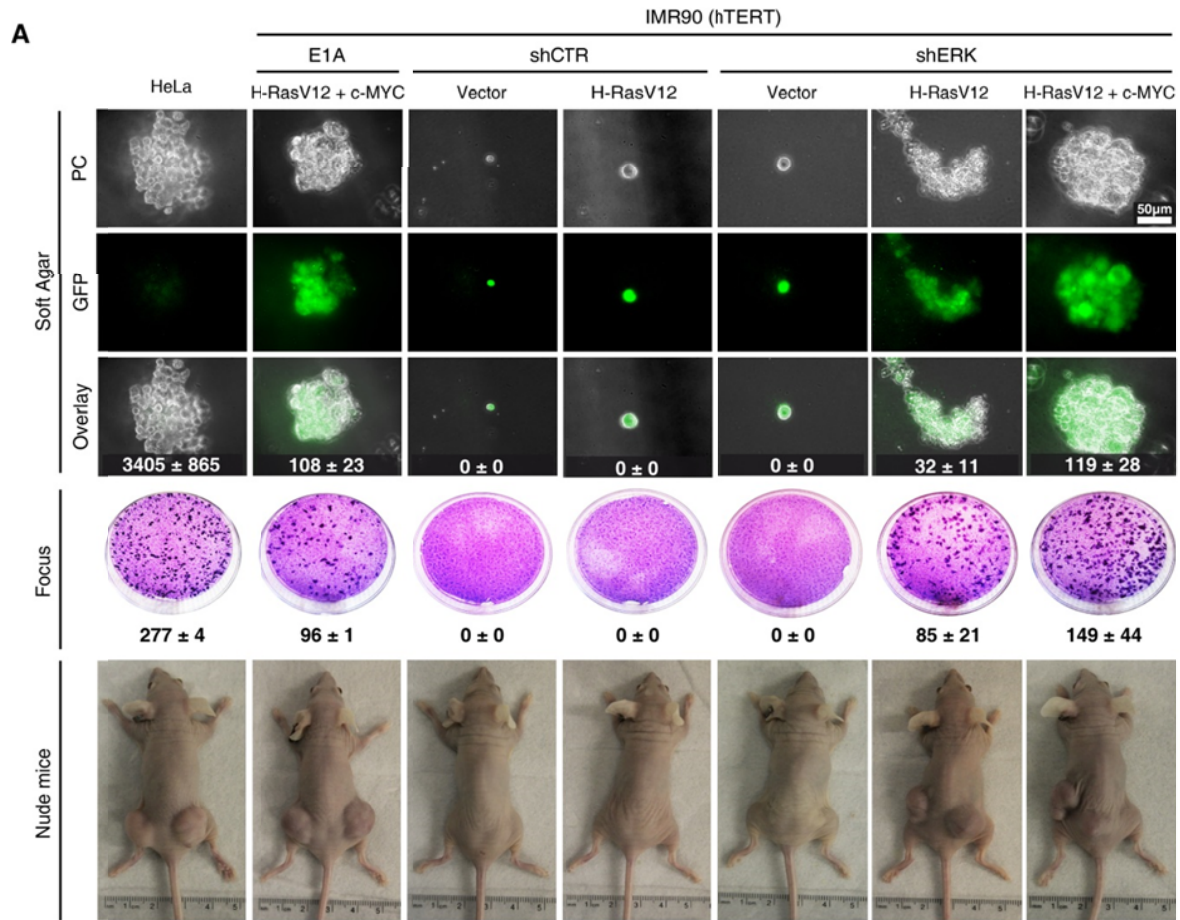 A
IMR90 (hTERT)
E1A shCTR shERK
HeLa H-RasV12 + c-MYC Vector H-RasV12 Vector H-RasV12 H-RasV12 + c-MYC
Soft Agar
PC
50µm
GFP
Overlay
3405 ± 865 108 ± 23 0 ± 0 0 ± 0 0 ± 0 32 ± 11 119 ± 28
Focus
277 ± 4 96 ± 1 0 ± 0 0 ± 0 0 ± 0 85 ± 21 149 ± 44
Nude mice